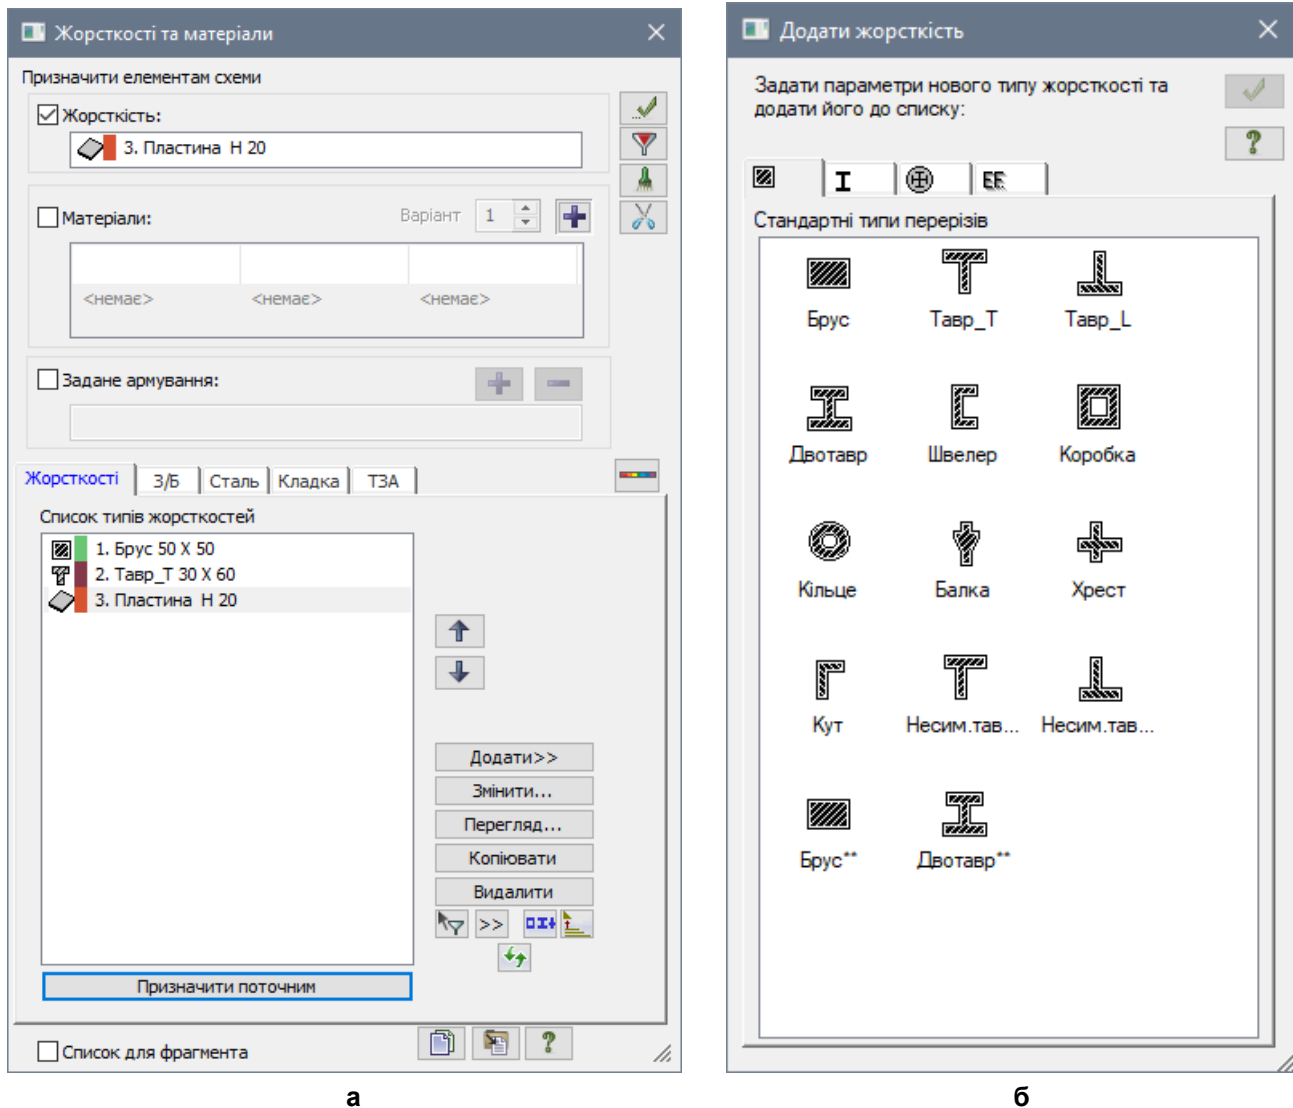 Жорсткості та матеріали
Призначити елементам схеми
Жорсткість:
3. Пластина Н 20
Матеріали:
Варіант 1
<немає> <немає> <немає>
Задане армування:
Жорсткості З/Б Сталь Кладка ТЗА
Список типів жорсткостей
1. Брус 50 X 50
2. Тавр_Т 30 X 60
3. Пластина Н 20
Додати>>
Змінити...
Перегляд...
Копіювати
Видалити
>>
Призначити поточним
Список для фрагмента
?
а
Додати жорсткість
Задати параметри нового типу жорсткості та
додати його до списку:
?
Стандартні типи перерізів
Брус Тавр_Т Тавр_L
Двотавр Швелер Коробка
Кільце Балка Хрест
Кут Несим.тав... Несим.тав...
Брус** Двотавр**
б